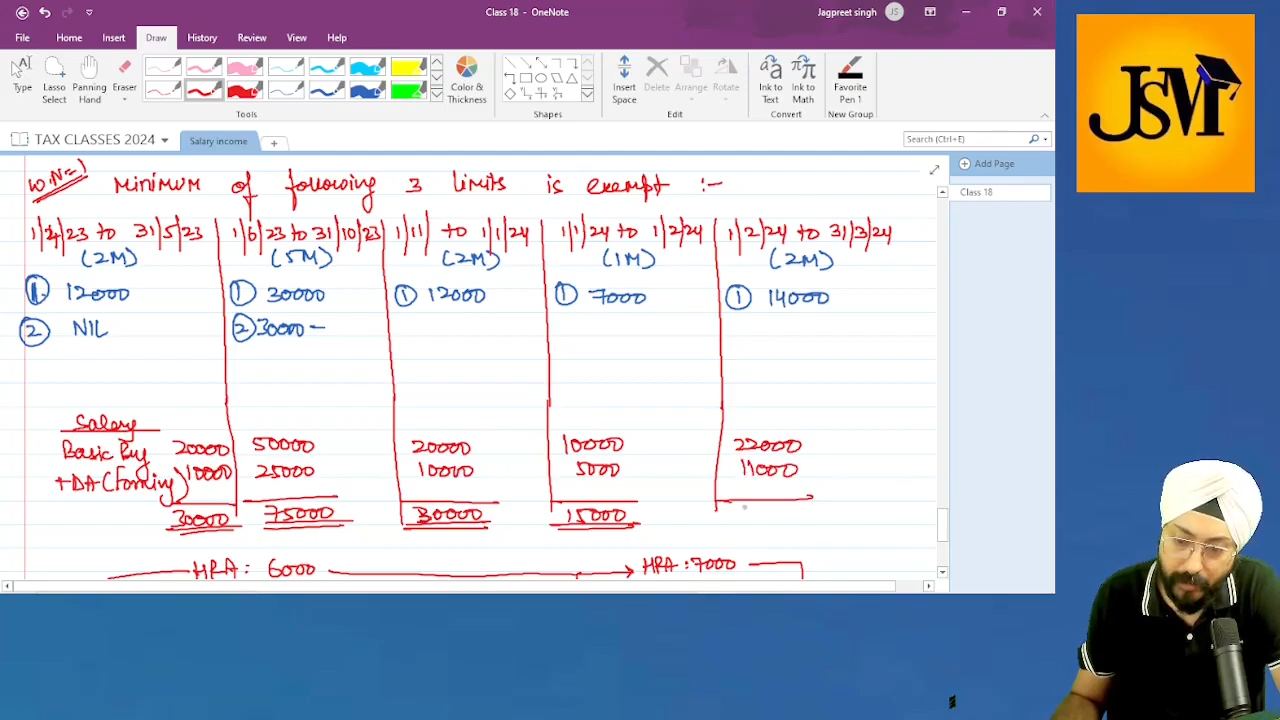 Class 18 - OneNote
Jagpreet singh JS
File Home Insert Draw History Review View Help
Type
Lasso Select
Panning Hand
Eraser
Color & Thickness
Insert Space
Delete
Arrange
Rotate
Ink to Text
Ink to Math
Favorite Pen 1
Tools Shapes Edit Convert New Group
TAX CLASSES 2024 Salary income
Search (Ctrl+E)
Add Page
Class 18
JSM
W.N=1 Minimum of following 3 limits is exempt :-
1/4/23 to 31/5/23 1/6/23 to 31/10/23 1/11/ to 1/1/24 1/1/24 to 1/2/24 1/2/24 to 31/3/24
(2M) (5M) (2M) (1M) (2M)
① 12000 ① 30000 ① 12000 ① 7000 ① 14000
② NIL ② 30000 -
Salary
Basic Pay 20000 50000 20000 10000 22000
+DA (Forming) 10000 25000 10000 5000 11000
30000 75000 30000 15000
HRA: 6000 HRA: 7000